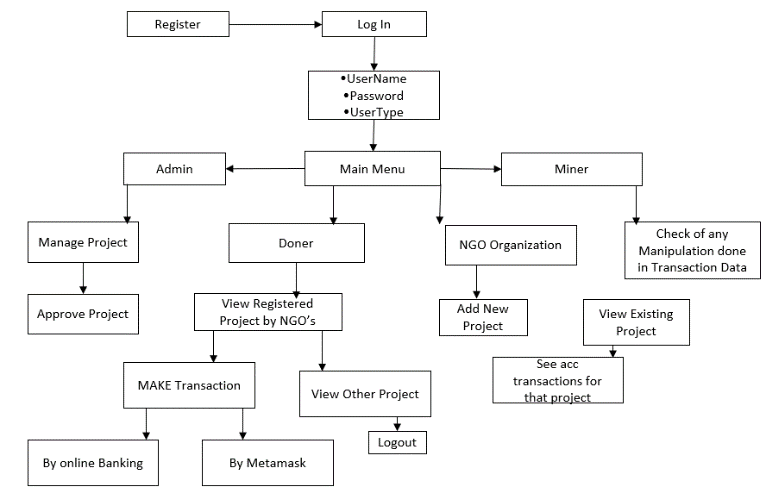 Register
Log In
•UserName
•Password
•UserType
Admin
Main Menu
Miner
Manage Project
Doner
NGO Organization
Check of any
Manipulation done
in Transaction Data
Approve Project
View Registered
Project by NGO's
Add New
Project
View Existing
Project
MAKE Transaction
View Other Project
See acc
transactions for
that project
Logout
By online Banking
By Metamask